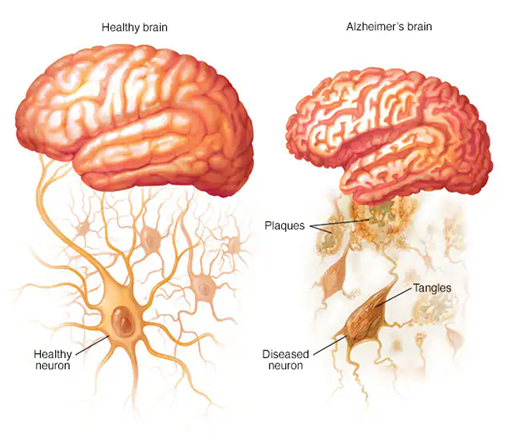 Healthy brain
Alzheimer's brain
Plaques
Tangles
Healthy
neuron
Diseased
neuron